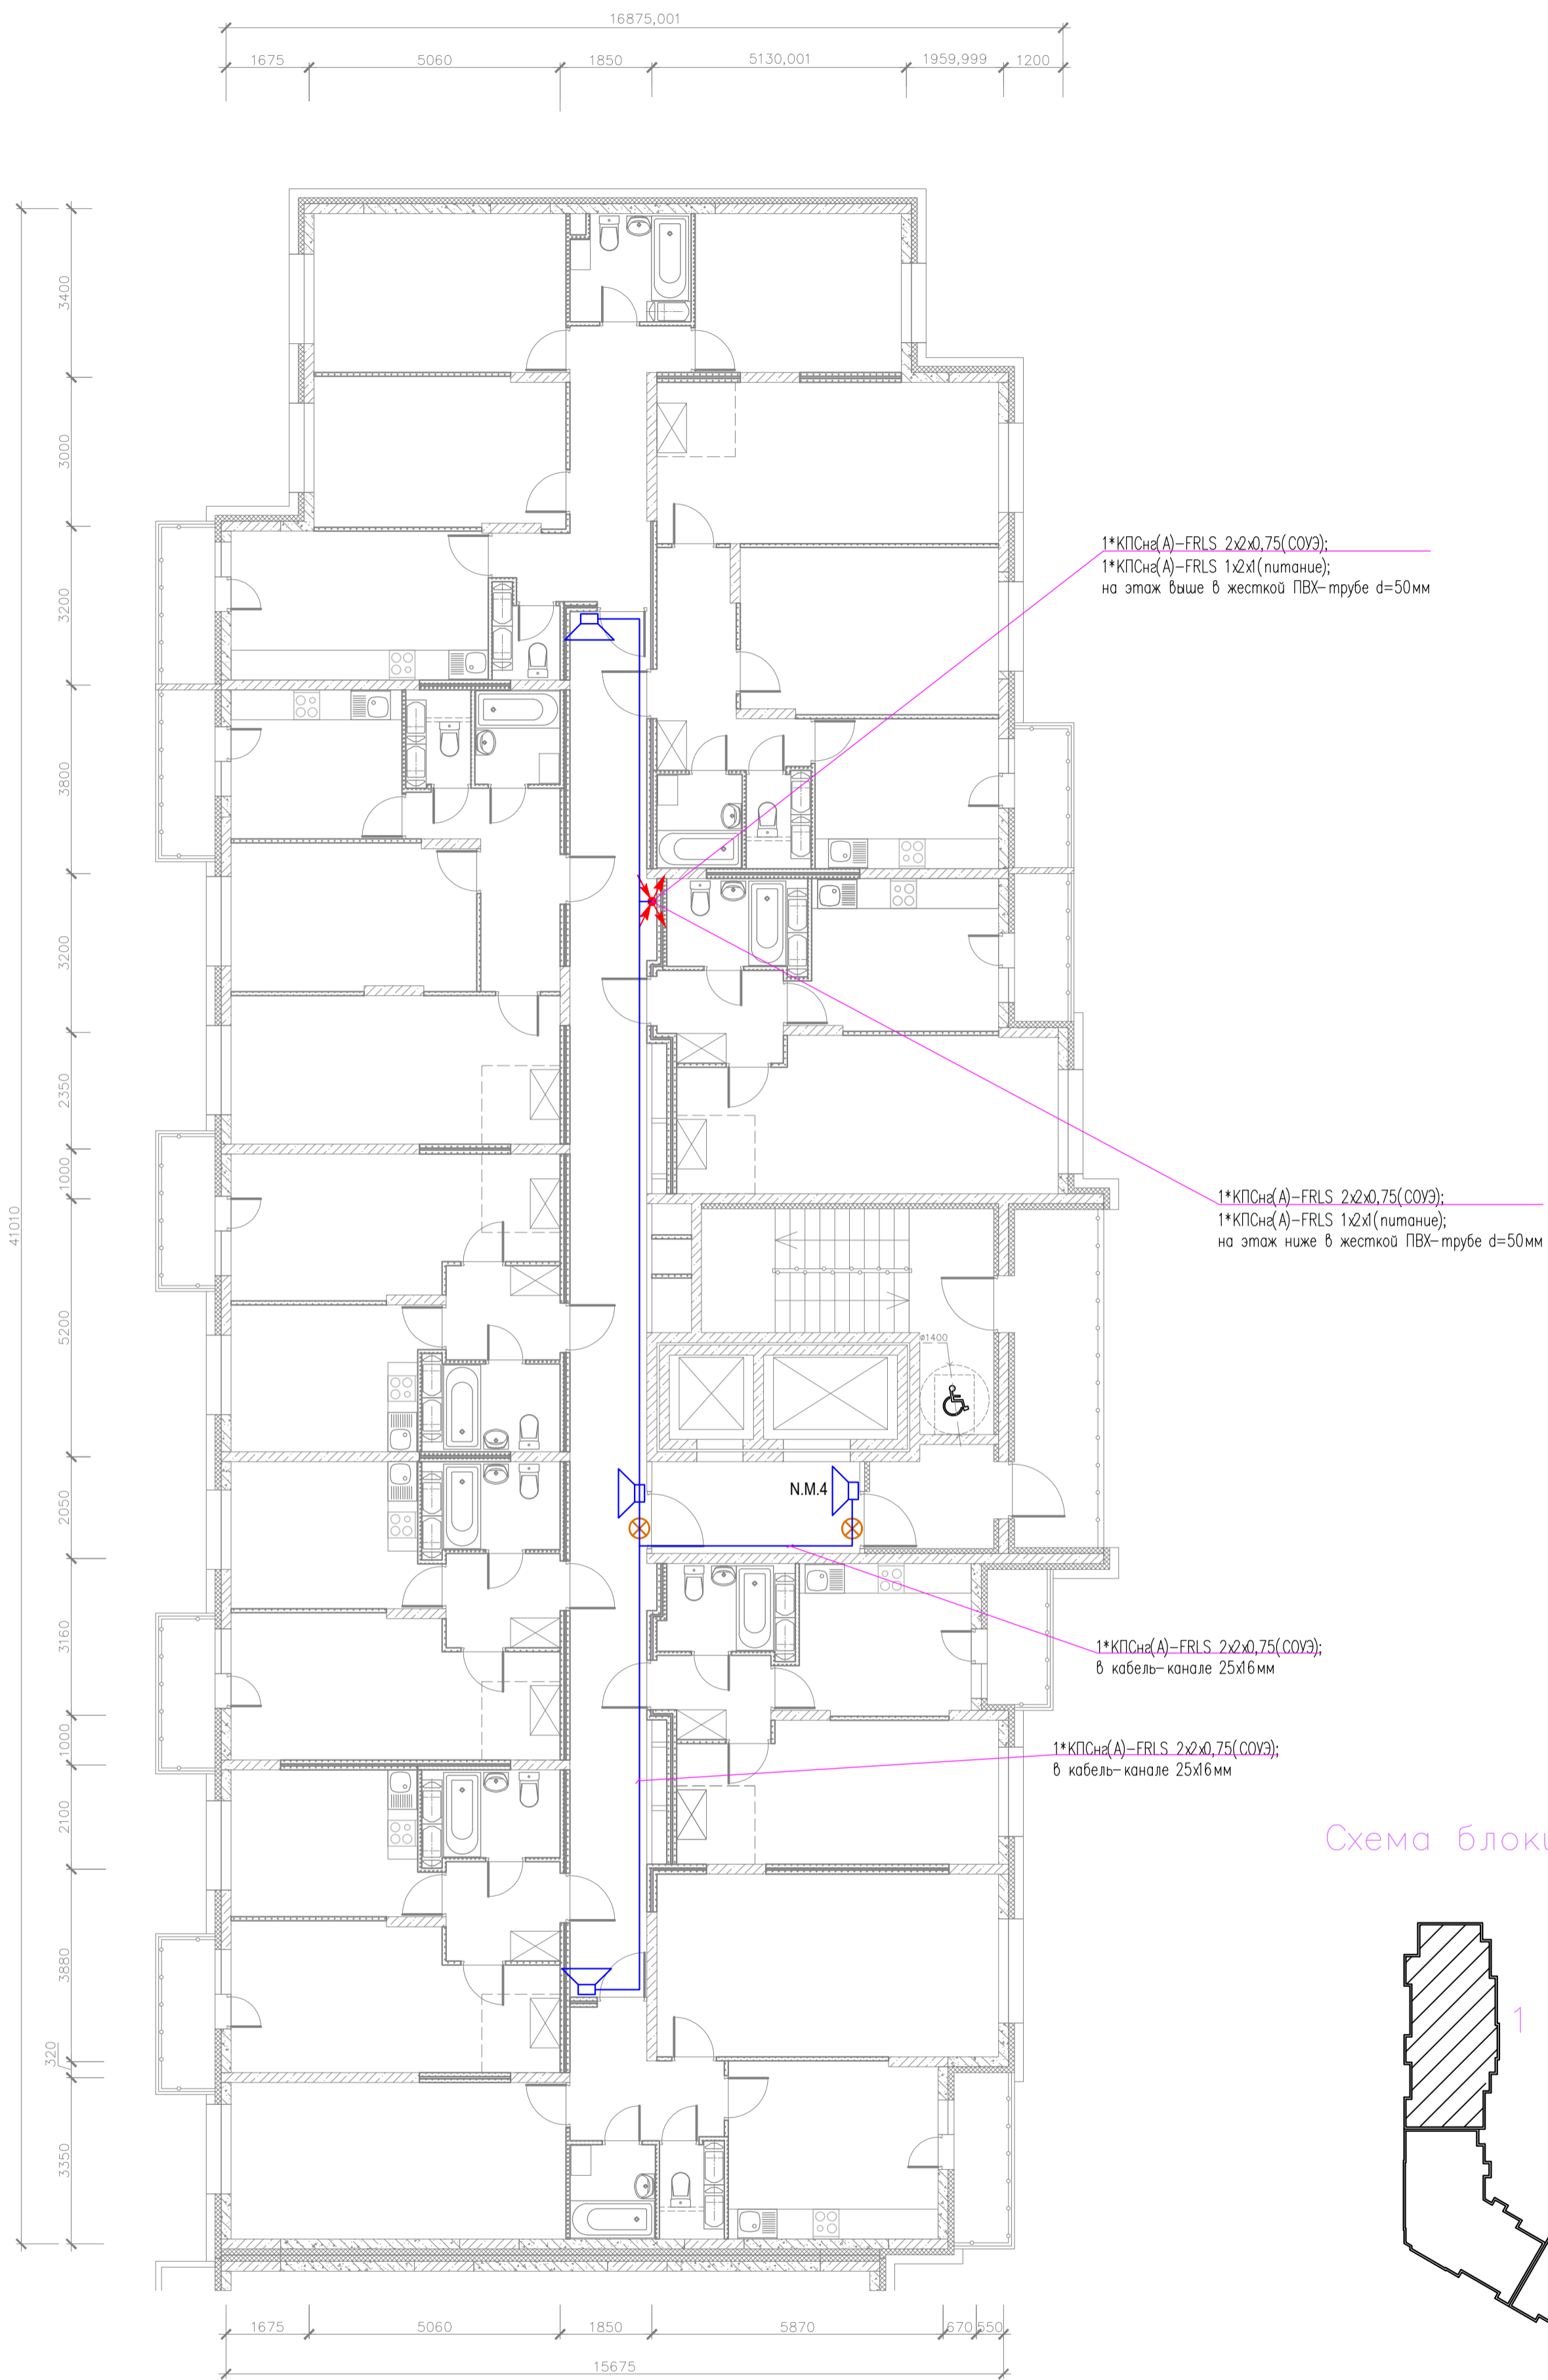 16875,001
1675
5060
1850
5130,001
1959,999
1200
3400
3000
3200
3800
3200
2350
1000
41010
5200
2050
3160
1000
2100
3880
320
3350
1*КПСнг(А)-FRLS 2x2x0,75(СОУЭ);
1*КПСнг(А)-FRLS 1x2x1(питание);
на этаж выше в жесткой ПВХ-трубе d=50мм
1*КПСнг(А)-FRLS 2x2x0,75(СОУЭ);
1*КПСнг(А)-FRLS 1x2x1(питание);
на этаж ниже в жесткой ПВХ-трубе d=50мм
ø1400
N.M.4
1*КПСнг(А)-FRLS 2x2x0,75(СОУЭ);
в кабель-канале 25x16мм
1*КПСнг(А)-FRLS 2x2x0,75(СОУЭ);
в кабель-канале 25x16мм
Схема
1
1675
5060
1850
5870
670
550
15675